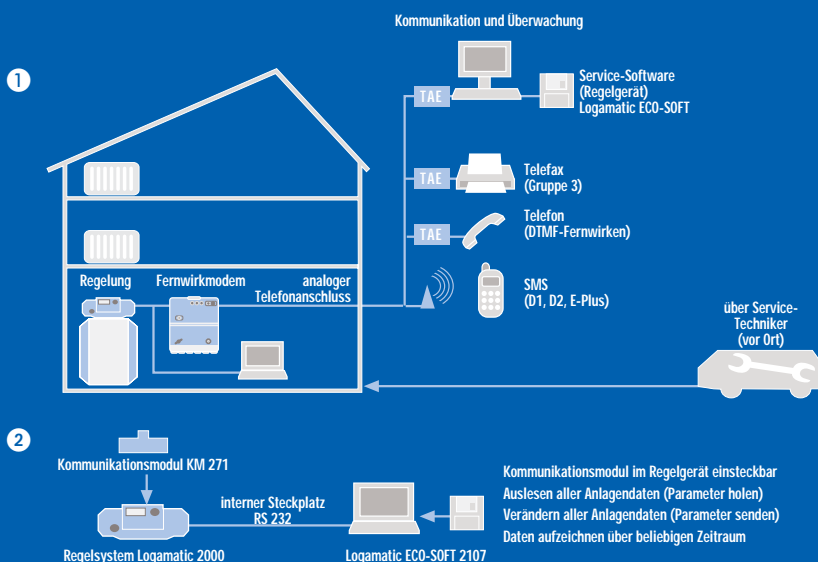 Kommunikation und Überwachung
1
TAE
Service-Software
(Regelgerät)
Logamatic ECO-SOFT
TAE
Telefax
(Gruppe 3)
TAE
Telefon
(DTMF-Fernwirken)
Regelung
Fernwirkmodem
analoger
Telefonanschluss
SMS
(D1, D2, E-Plus)
über Service-
Techniker
(vor Ort)
2
Kommunikationsmodul KM 271
interner Steckplatz
RS 232
Regelsystem Logamatic 2000
Logamatic ECO-SOFT 2107
Kommunikationsmodul im Regelgerät einsteckbar
Auslesen aller Anlagendaten (Parameter holen)
Verändern aller Anlagendaten (Parameter senden)
Daten aufzeichnen über beliebigen Zeitraum